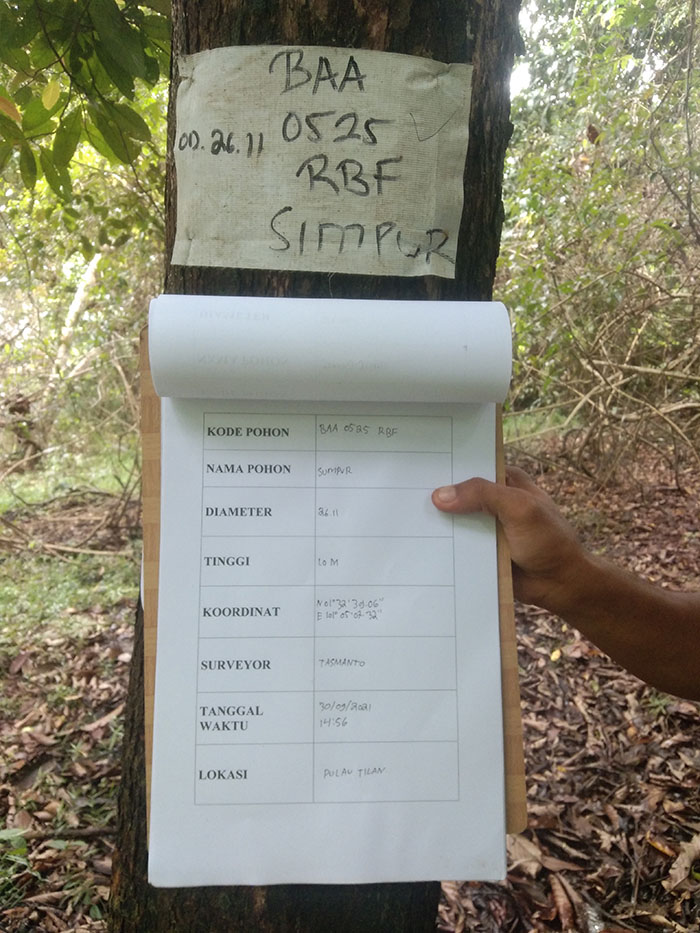 BAA
OD. 26.11 0525
RBF
SIMPUR
KODE POHON BAA 0525 RBF
NAMA POHON SIMPUR
DIAMETER 26.11
TINGGI 10 M
KOORDINAT N 01° 32' 30.06"
E 101° 05' 02.32"
SURVEYOR TASMANTO
TANGGAL 30/09/2021
WAKTU 14:56
LOKASI PULAU TILAN